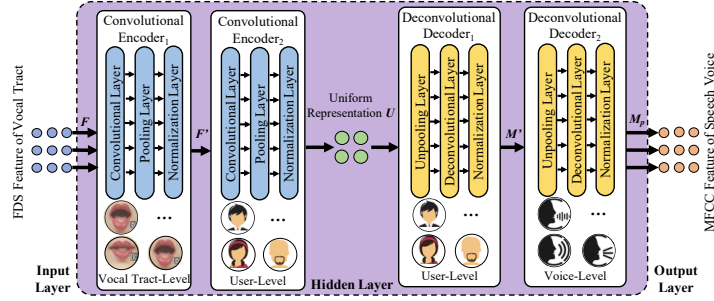 FDS Feature of Vocal Tract
F
Input
Layer
Convolutional
Encoder1
Convolutional Layer
Pooling Layer
Normalization Layer
...
Vocal Tract-Level
F'
Convolutional
Encoder2
Convolutional Layer
Pooling Layer
Normalization Layer
...
User-Level
Uniform
Representation U
Hidden Layer
Deconvolutional
Decoder1
Unpooling Layer
Deconvolutional Layer
Normalization Layer
...
User-Level
M'
Deconvolutional
Decoder2
Unpooling Layer
Deconvolutional Layer
Normalization Layer
...
Voice-Level
Mp
Output
Layer
MFCC Feature of Speech Voice